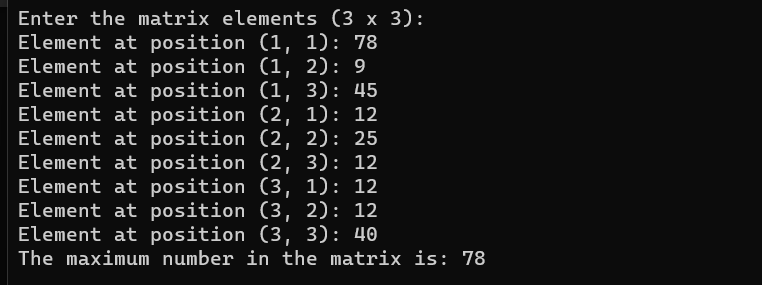 Enter the matrix elements (3 x 3):
Element at position (1, 1): 78
Element at position (1, 2): 9
Element at position (1, 3): 45
Element at position (2, 1): 12
Element at position (2, 2): 25
Element at position (2, 3): 12
Element at position (3, 1): 12
Element at position (3, 2): 12
Element at position (3, 3): 40
The maximum number in the matrix is: 78